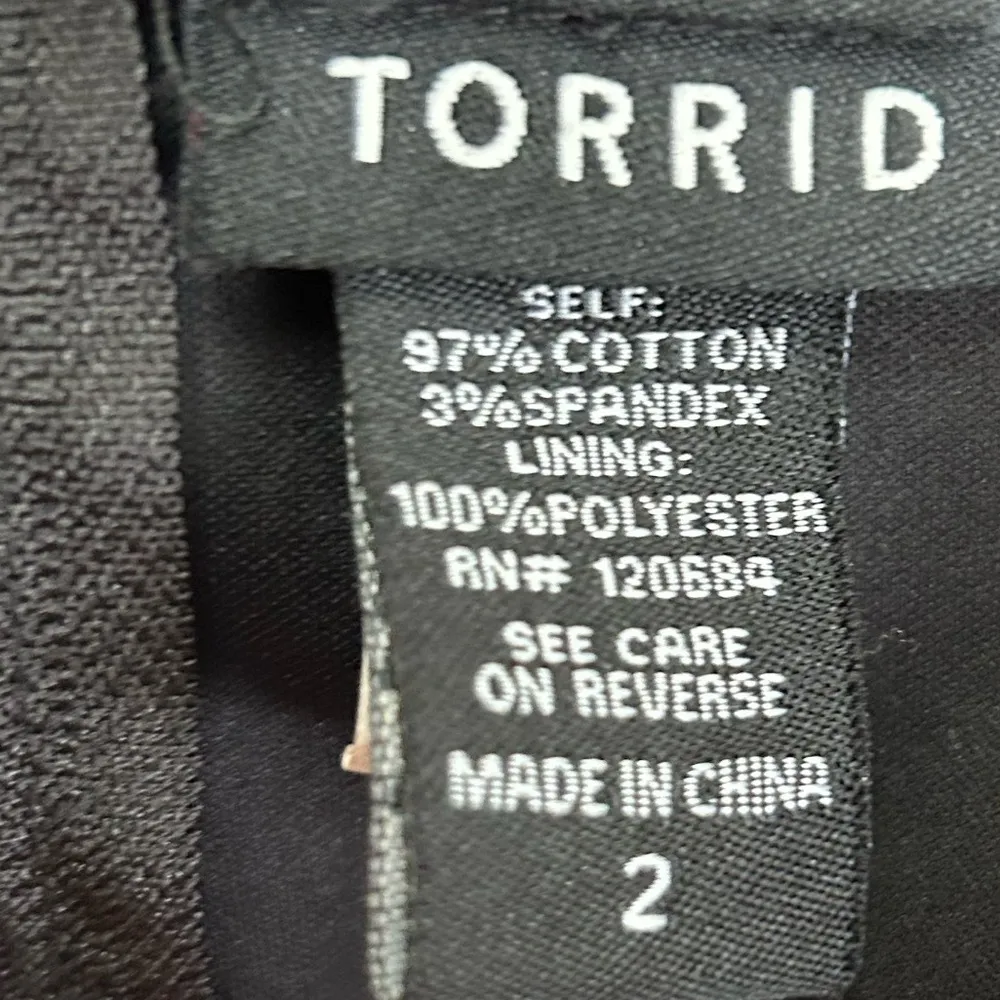 TORRID
SELF:
97% COTTON
3% SPANDEX
LINING:
100% POLYESTER
RN# 120684
SEE CARE
ON REVERSE
MADE IN CHINA
2